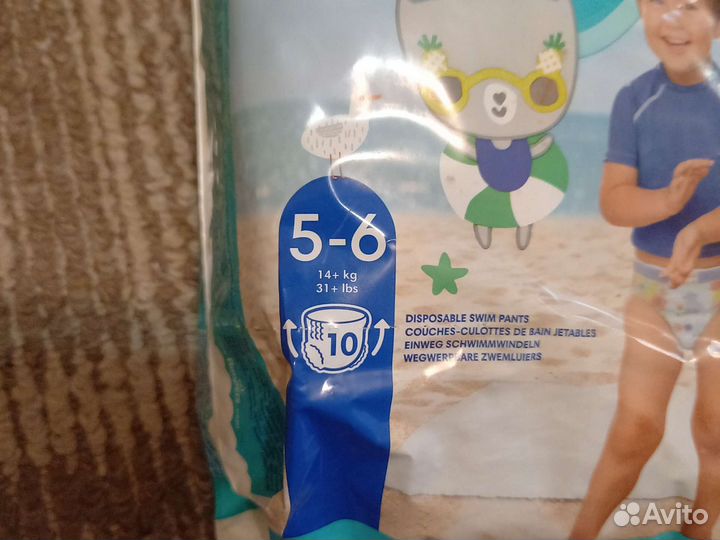 5-6
14+ kg
31+ lbs
10
DISPOSABLE SWIM PANTS
COUCHES-CULOTTES DE BAIN JETABLES
EINWEG SCHWIMMWINDELN
WEGWERPBARE ZWEMLUIERS
Avito